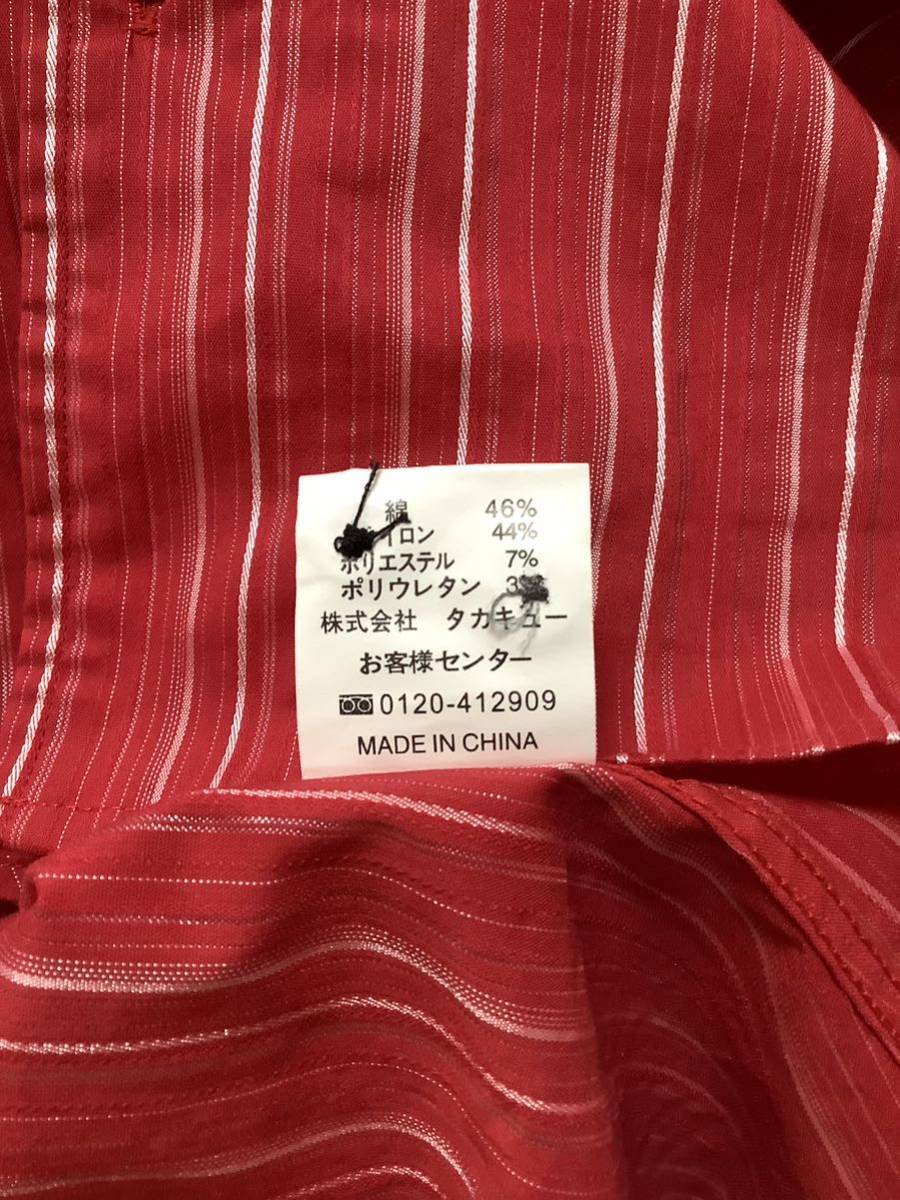 綿 46%
イロン 44%
ポリエステル 7%
ポリウレタン 3%
株式会社 タカキュー
お客様センター
0120-412909
MADE IN CHINA